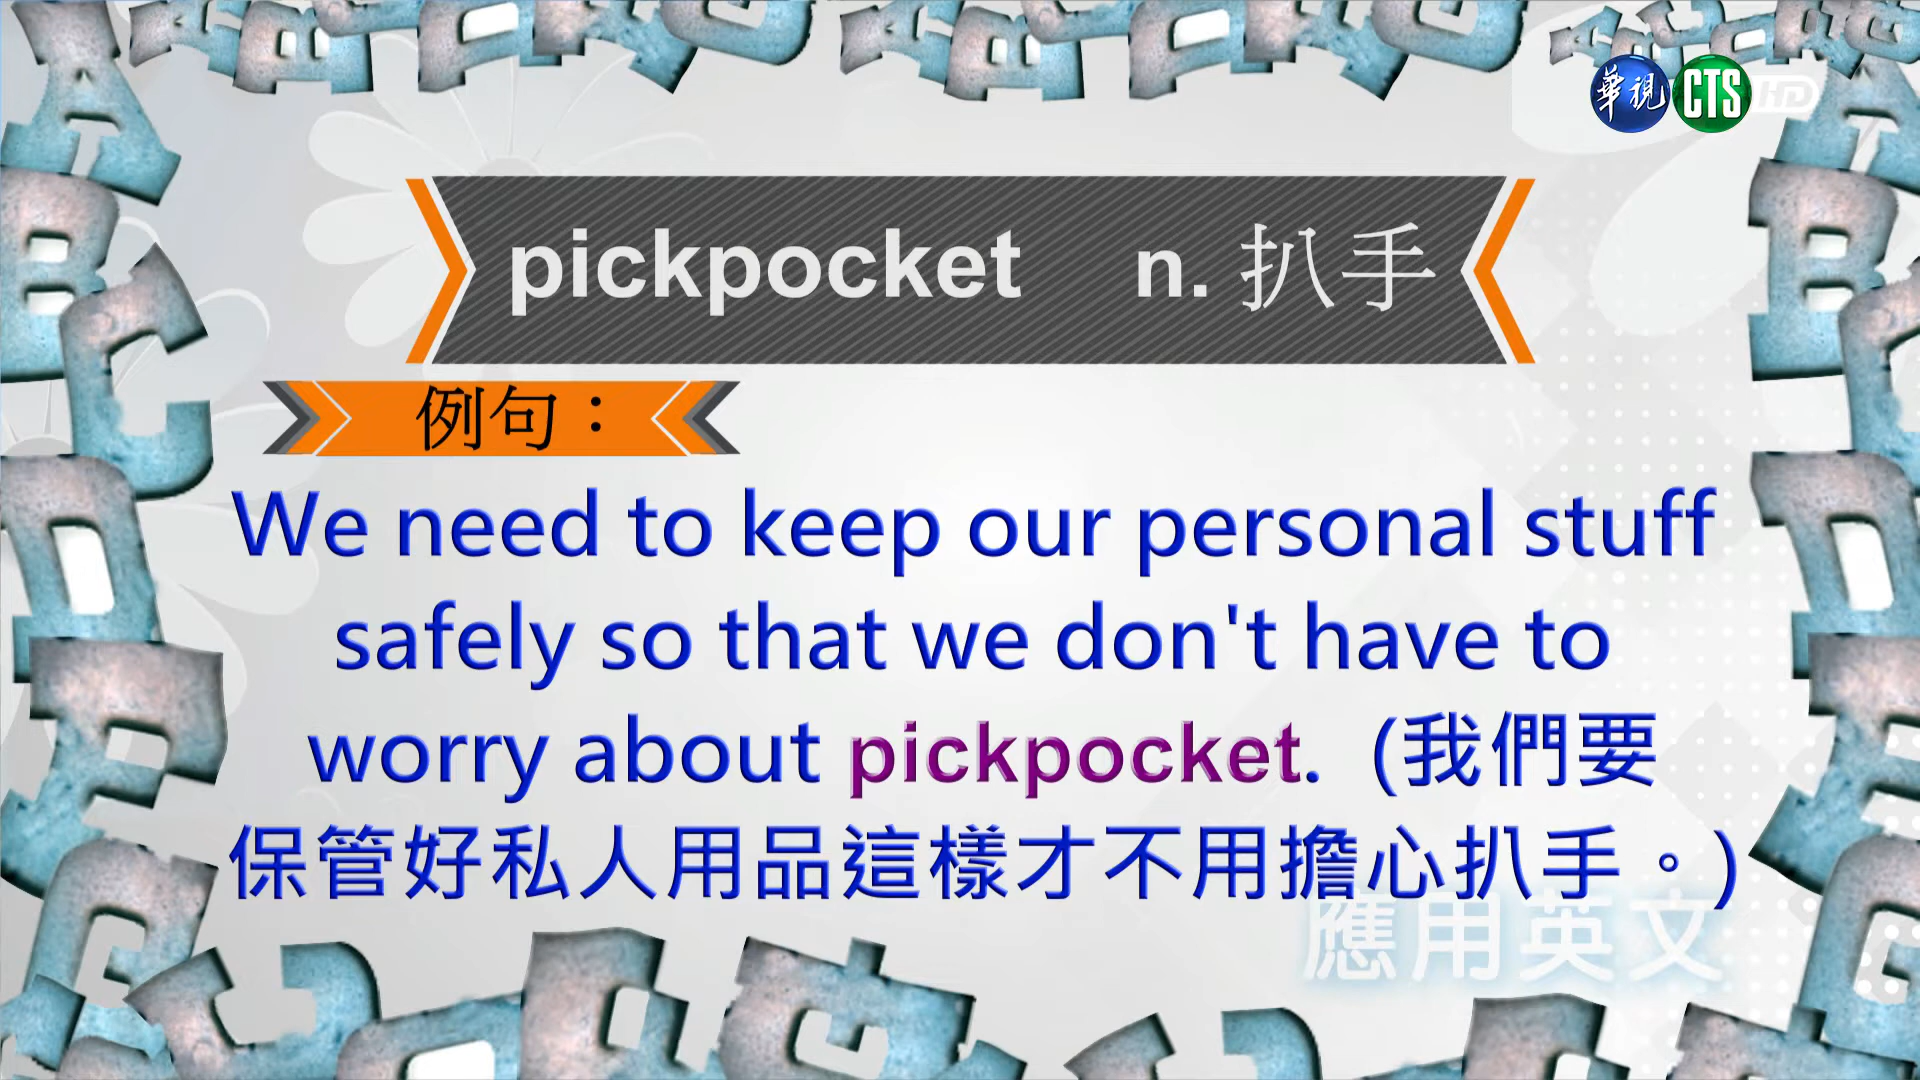 華視 CTS HD
pickpocket n. 扒手
例句：
We need to keep our personal stuff
safely so that we don't have to
worry about pickpocket. (我們要
保管好私人用品這樣才不用擔心扒手。)
應用英文